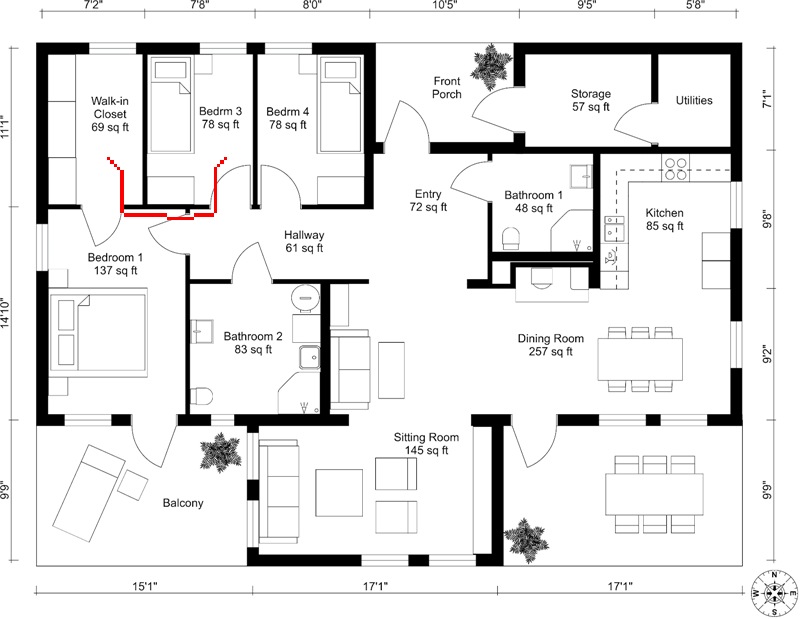 7'2"
7'8"
8'0"
10'5"
9'5"
5'8"
11'1"
Walk-in
Closet
69 sq ft
Bedrm 3
78 sq ft
Bedrm 4
78 sq ft
Front
Porch
Storage
57 sq ft
Utilities
7'1"
Entry
72 sq ft
Bathroom 1
48 sq ft
Kitchen
85 sq ft
9'8"
Hallway
61 sq ft
Bedroom 1
137 sq ft
14'10"
Bathroom 2
83 sq ft
Dining Room
257 sq ft
9'2"
Sitting Room
145 sq ft
Balcony
9'9"
9'9"
15'1"
17'1"
17'1"
N
W
E
S